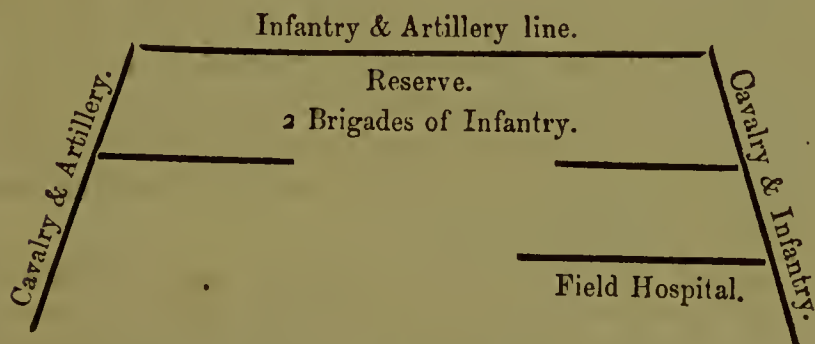 Infantry & Artillery line.
Reserve.
2 Brigades of Infantry.
Cavalry & Artillery.
Cavalry & Infantry.
Field Hospital.